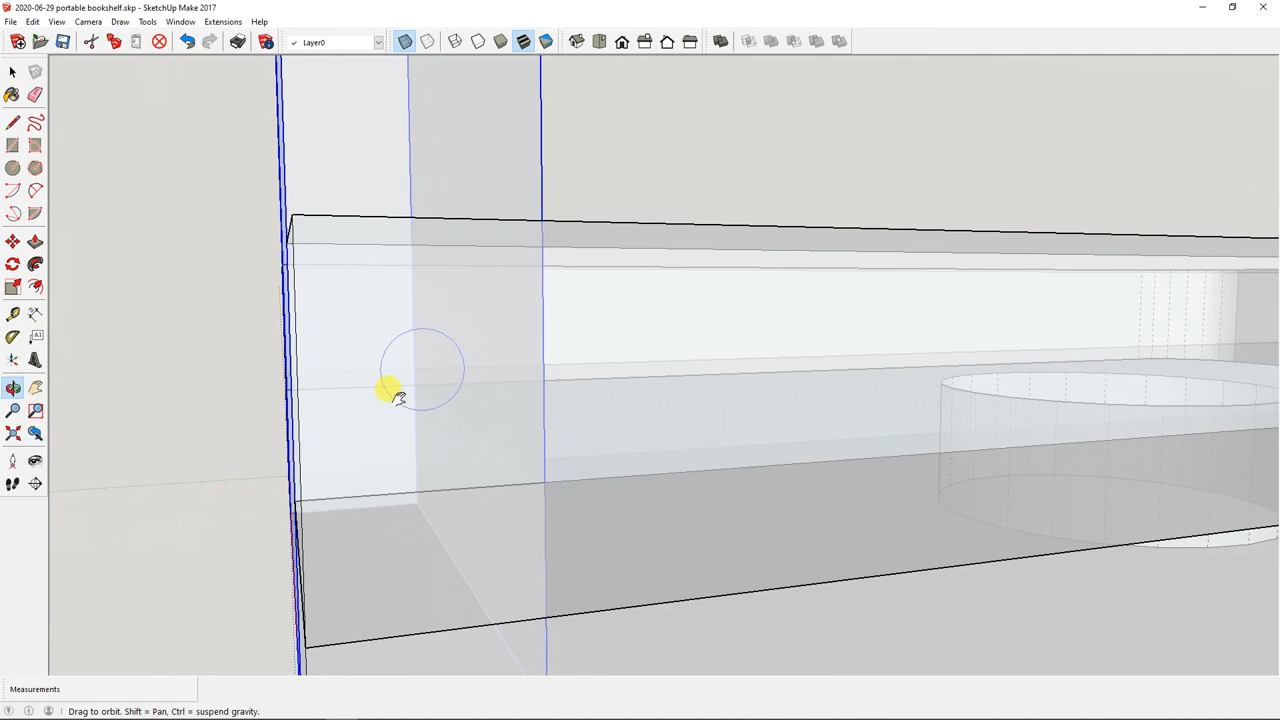 2020-06-29 portable bookshelf.skp - SketchUp Make 2017
File Edit View Camera Draw Tools Window Extensions Help
Layer0
Measurements
Drag to orbit. Shift = Pan, Ctrl = suspend gravity.